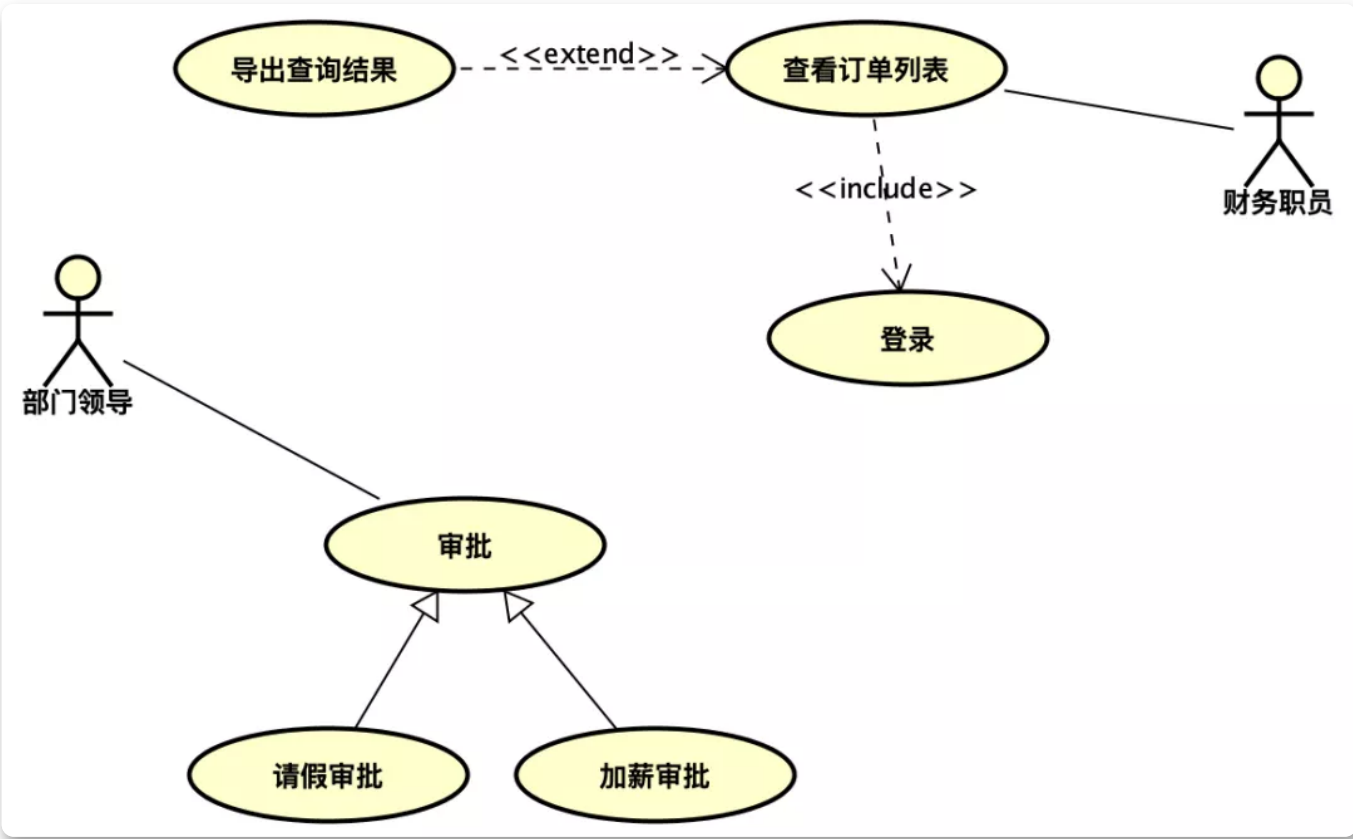 导出查询结果
<<extend>>
查看订单列表
<<include>>
财务职员
登录
部门领导
审批
请假审批
加薪审批